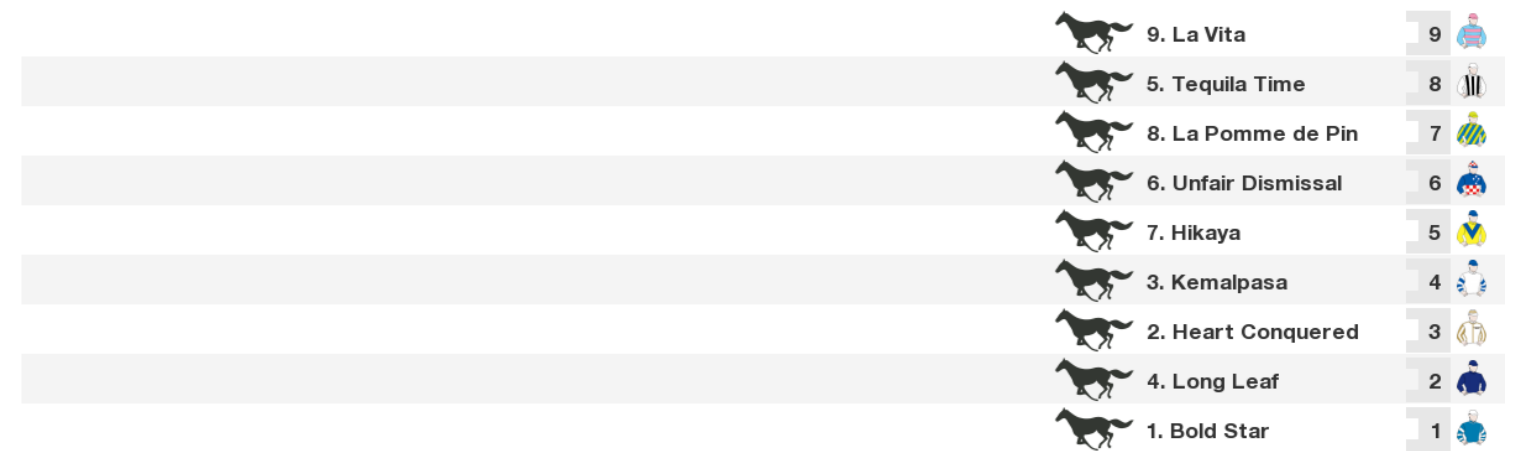 9. La Vita 9
5. Tequila Time 8
8. La Pomme de Pin 7
6. Unfair Dismissal 6
7. Hikaya 5
3. Kemalpasa 4
2. Heart Conquered 3
4. Long Leaf 2
1. Bold Star 1